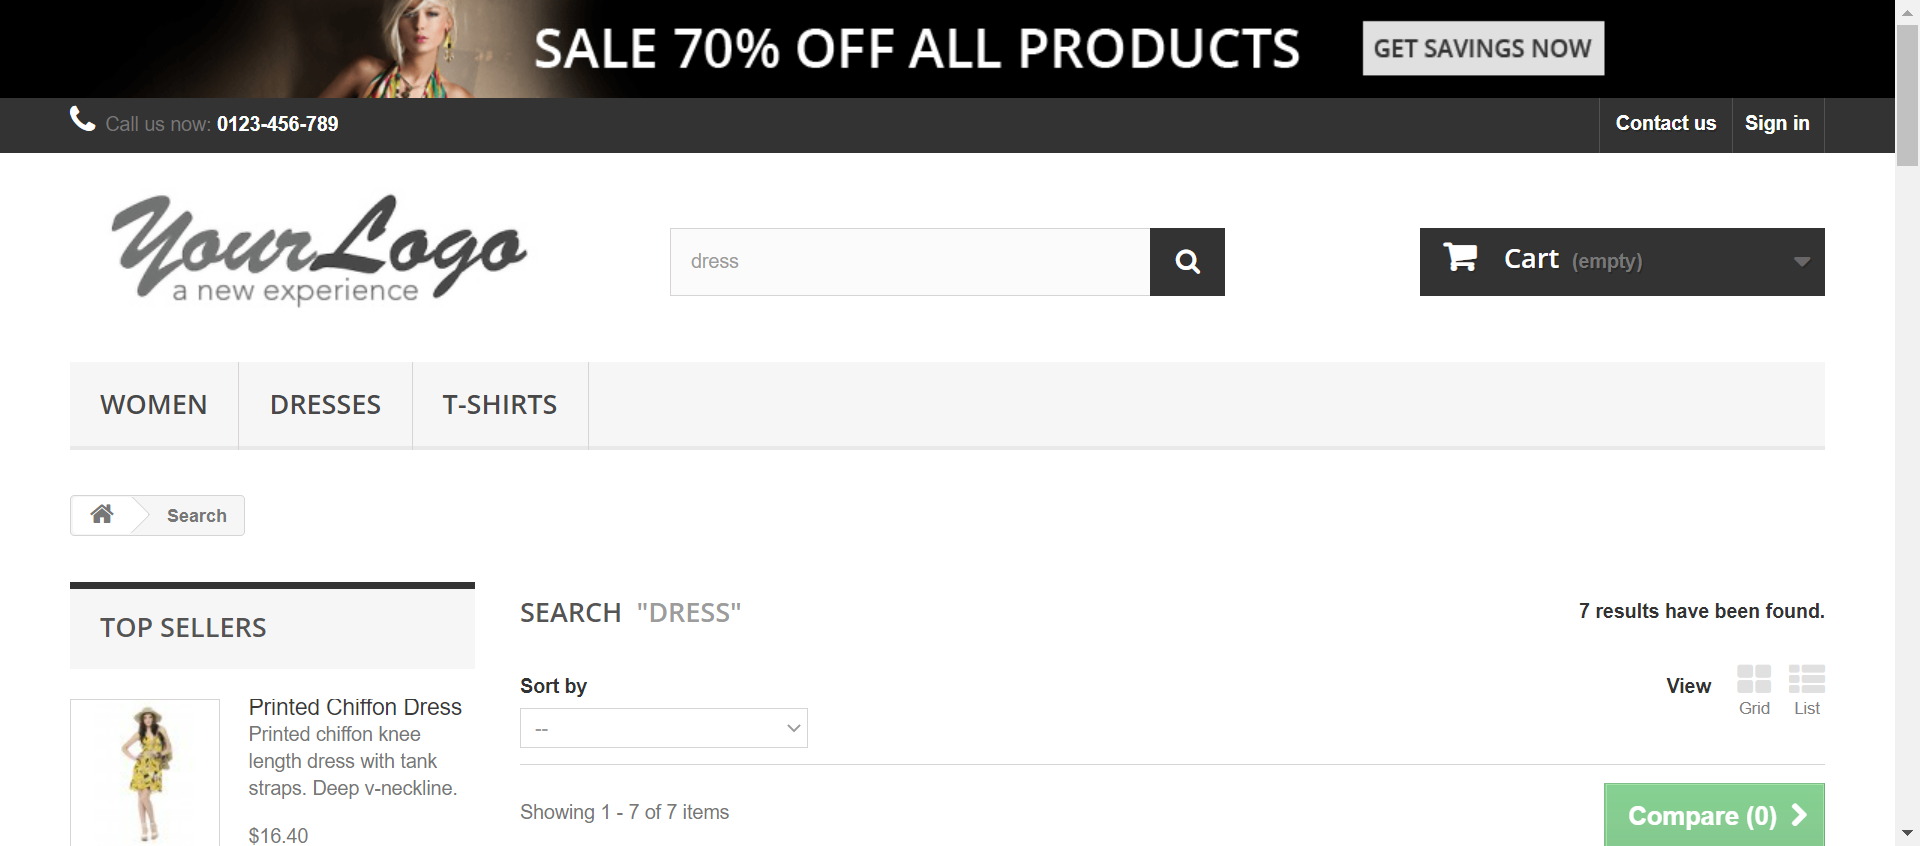 SALE 70% OFF ALL PRODUCTS
GET SAVINGS NOW
Call us now: 0123-456-789
Contact us
Sign in
Your Logo
a new experience
dress
Cart (empty)
WOMEN
DRESSES
T-SHIRTS
Search
TOP SELLERS
Printed Chiffon Dress
Printed chiffon knee
length dress with tank
straps. Deep v-neckline.
$16.40
SEARCH "DRESS"
7 results have been found.
Sort by
--
View
Grid
List
Showing 1 - 7 of 7 items
Compare (0)